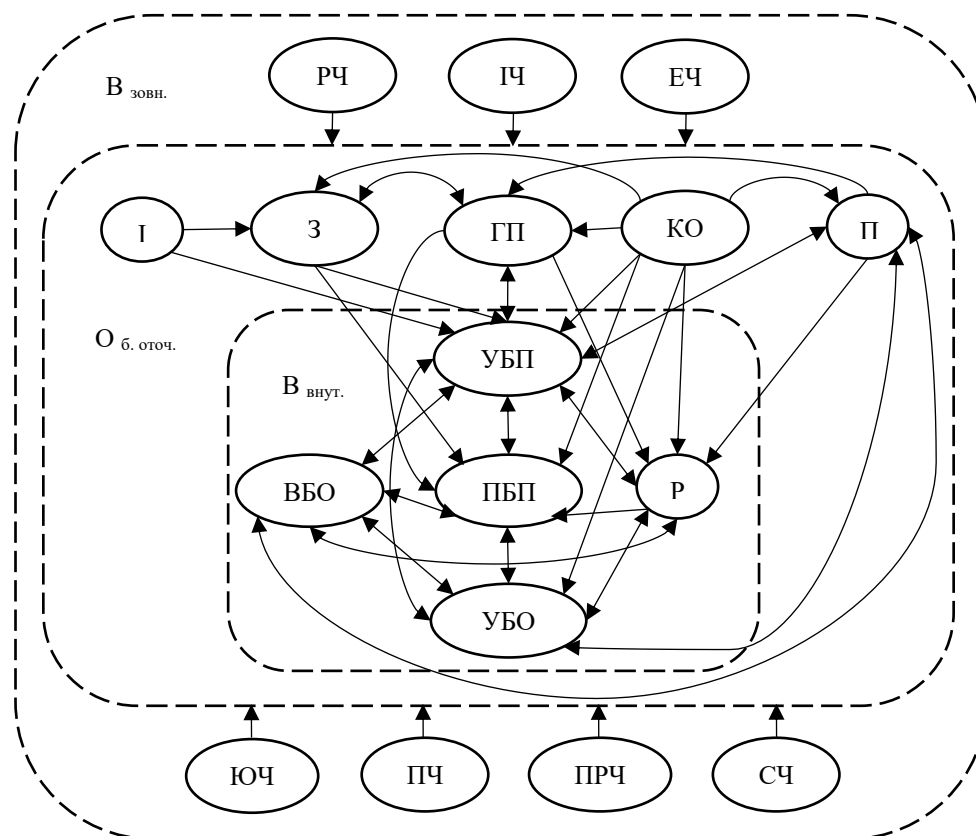 РЧ
ІЧ
ЕЧ
В зовн.
І
З
ГП
КО
П
О б. оточ.
УБП
В внут.
ВБО
ПБП
Р
УБО
ЮЧ
ПЧ
ПРЧ
СЧ